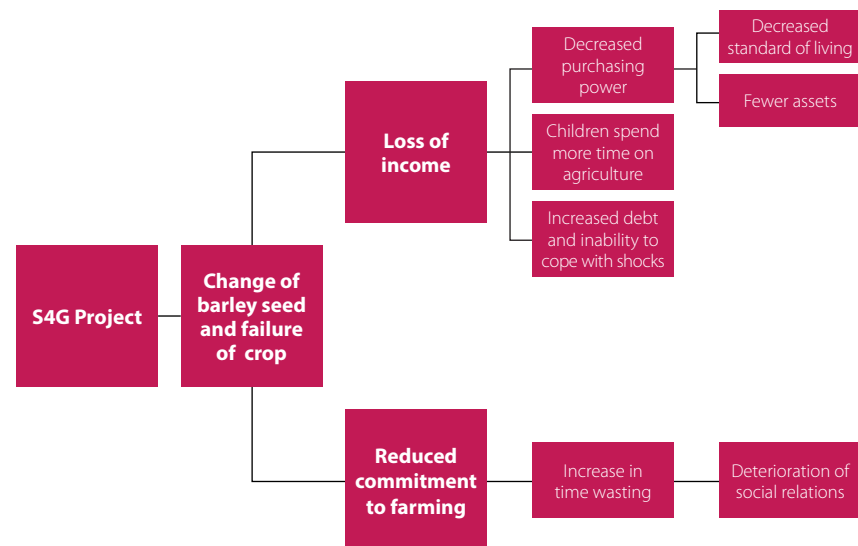 S4G Project
Change of
barley seed
and failure
of crop
Loss of
income
Decreased
purchasing
power
Decreased
standard of living
Fewer assets
Children spend
more time on
agriculture
Increased debt
and inability to
cope with shocks
Reduced
commitment
to farming
Increase in
time wasting
Deterioration of
social relations